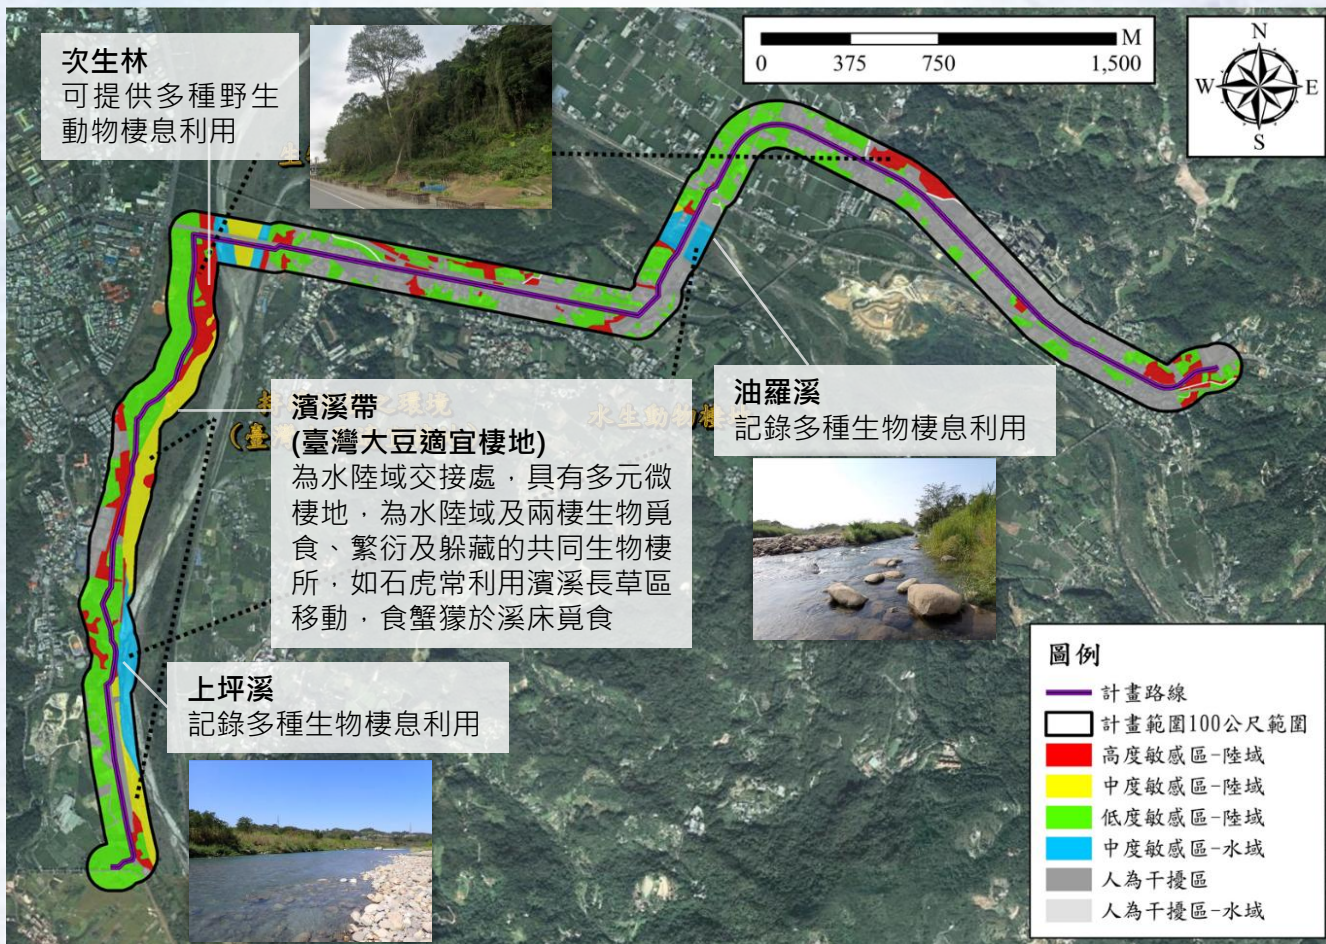 次生林
可提供多種野生
動物棲息利用
M
0
375
750
1,500
N
W
E
S
濱溪帶
(臺灣大豆適宜棲地)
為水陸域交接處，具有多元微
棲地，為水陸域及兩棲生物覓
食、繁衍及躲藏的共同生物棲
所，如石虎常利用濱溪長草區
移動，食蟹獴於溪床覓食
水生動物棲
油羅溪
記錄多種生物棲息利用
上坪溪
記錄多種生物棲息利用
圖例
計畫路線
計畫範圍100公尺範圍
高度敏感區-陸域
中度敏感區-陸域
低度敏感區-陸域
中度敏感區-水域
人為干擾區
人為干擾區-水域